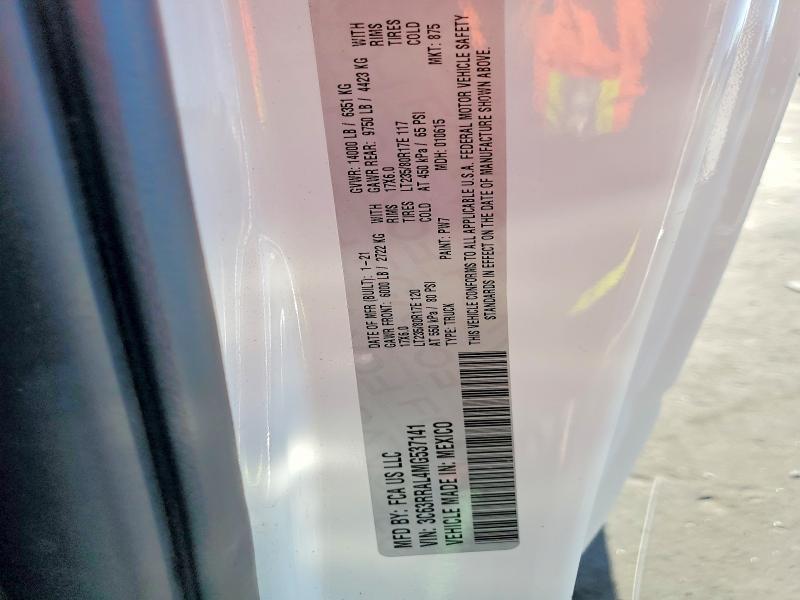 MFD BY: FCA US LLC
DATE OF MFR (BUILT): 1-21
GVWR: 14000 LB / 6351 KG
GAWR FRONT: 6000 LB / 2722 KG WITH
GAWR REAR: 9750 LB / 4423 KG WITH
17X6.0 RIMS
17X6.0 RIMS
LT235/80R17E 120 TIRES
LT235/80R17E 117 TIRES
AT 550 kPa / 80 PSI COLD
AT 450 kPa / 65 PSI COLD
VIN: 3C63RRAL4MG537141
TYPE: TRUCK PAINT: PW7 MDH: 010615 MKT: 875
VEHICLE MADE IN: MEXICO
THIS VEHICLE CONFORMS TO ALL APPLICABLE U.S.A. FEDERAL MOTOR VEHICLE SAFETY
STANDARDS IN EFFECT ON THE DATE OF MANUFACTURE SHOWN ABOVE.